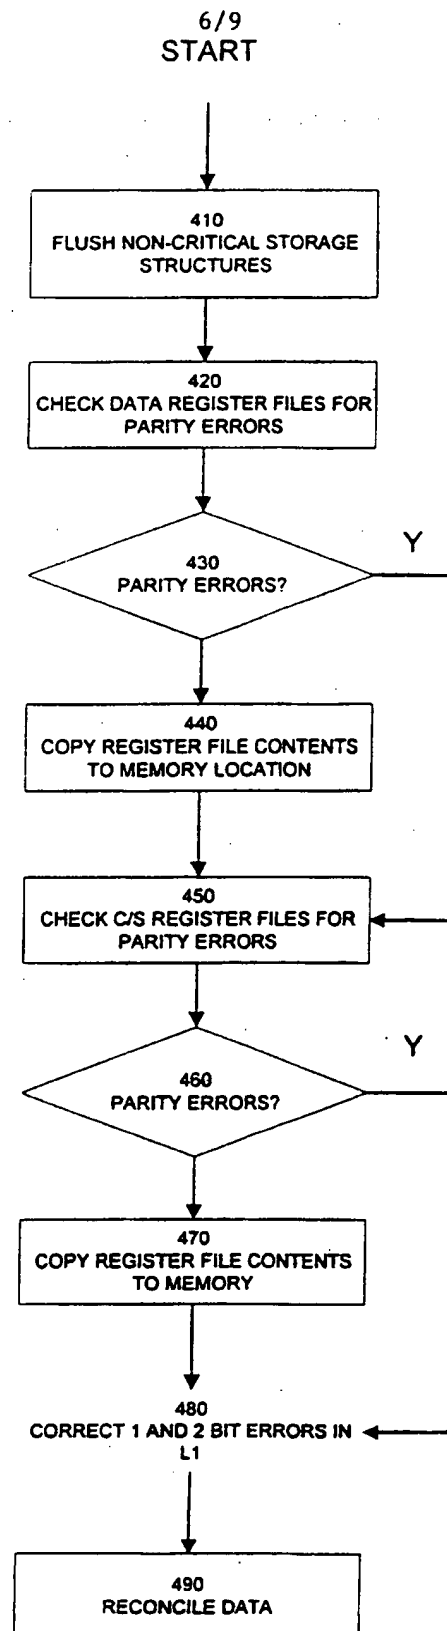 6/9
START
410
FLUSH NON-CRITICAL STORAGE
STRUCTURES
420
CHECK DATA REGISTER FILES FOR
PARITY ERRORS
Y
430
PARITY ERRORS?
440
COPY REGISTER FILE CONTENTS
TO MEMORY LOCATION
450
CHECK C/S REGISTER FILES FOR
PARITY ERRORS
Y
460
PARITY ERRORS?
470
COPY REGISTER FILE CONTENTS
TO MEMORY
480
CORRECT 1 AND 2 BIT ERRORS IN
L1
490
RECONCILE DATA